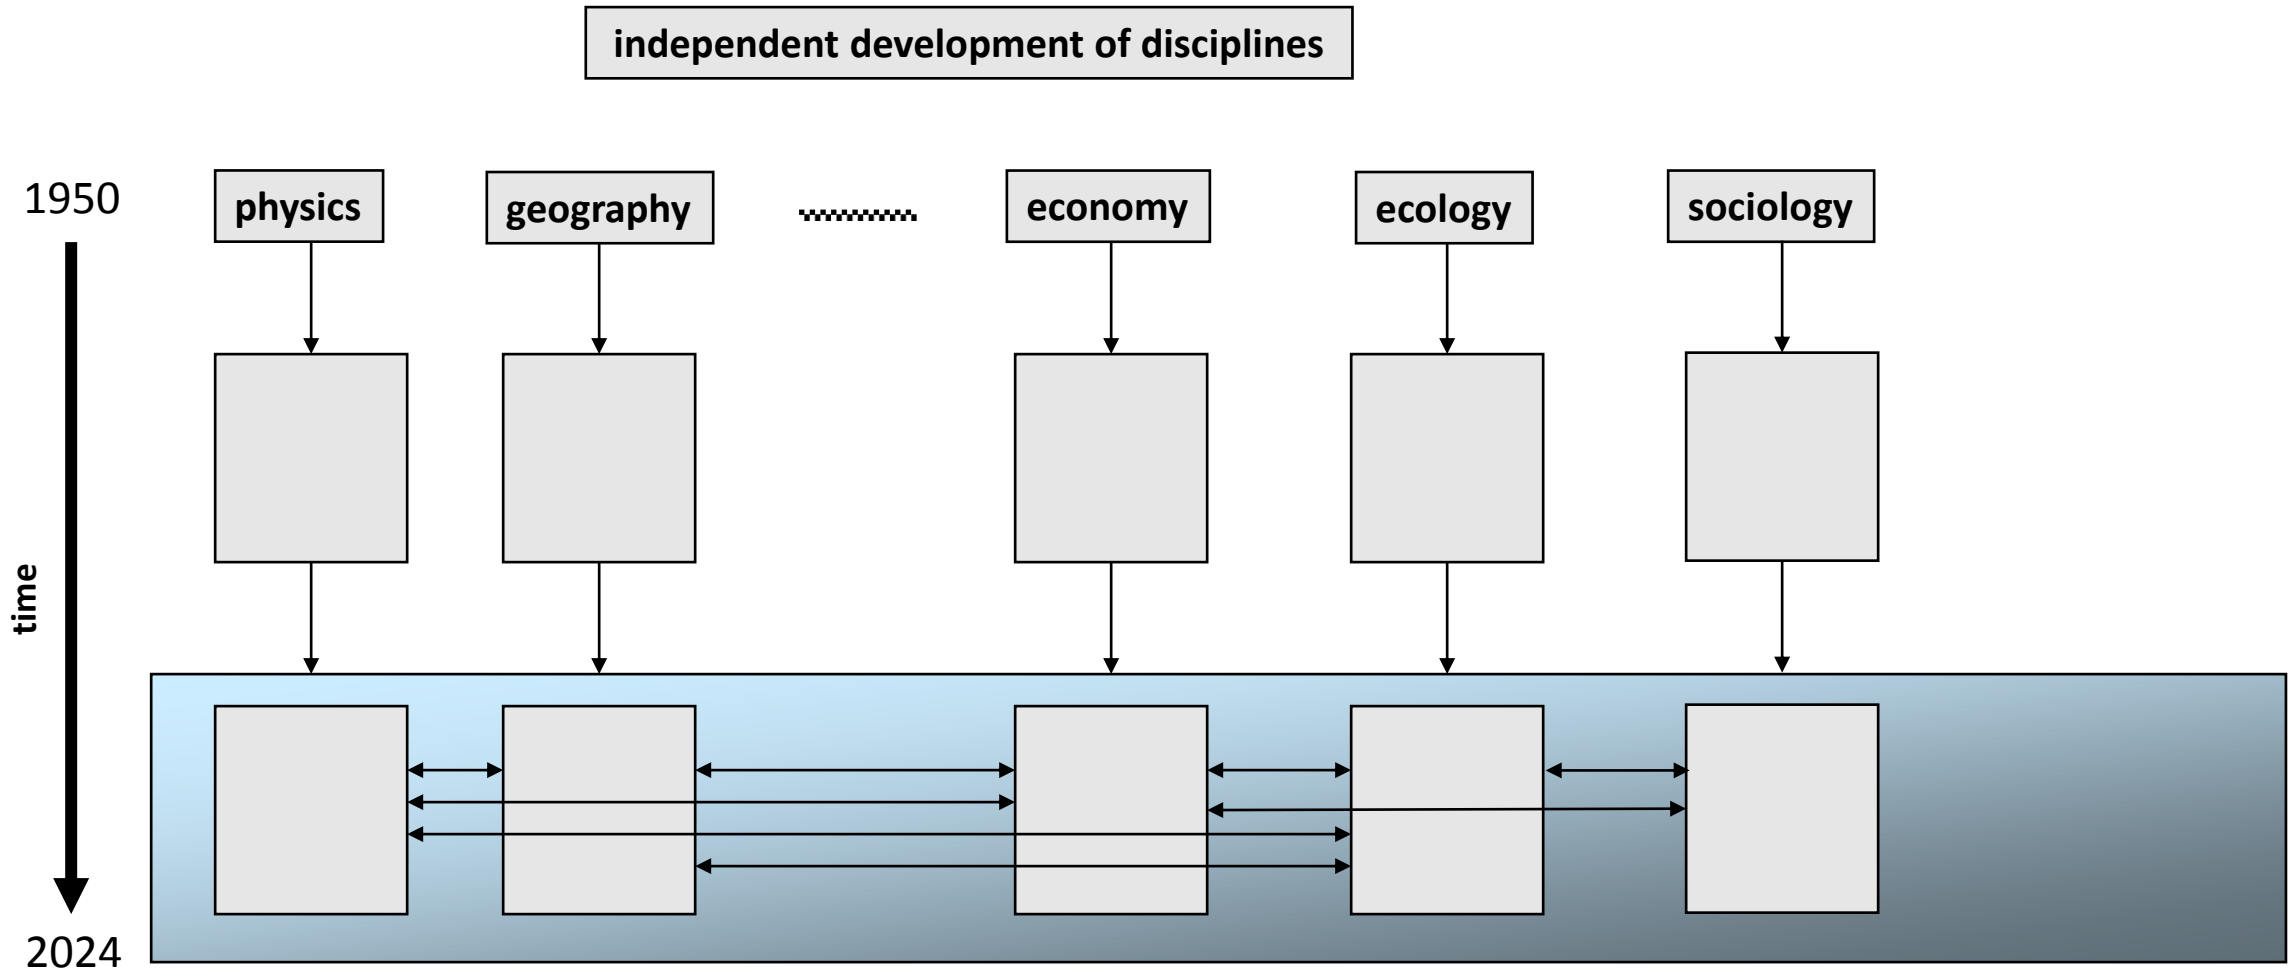 independent development of disciplines
1950
physics
geography
economy
ecology
sociology
time
2024